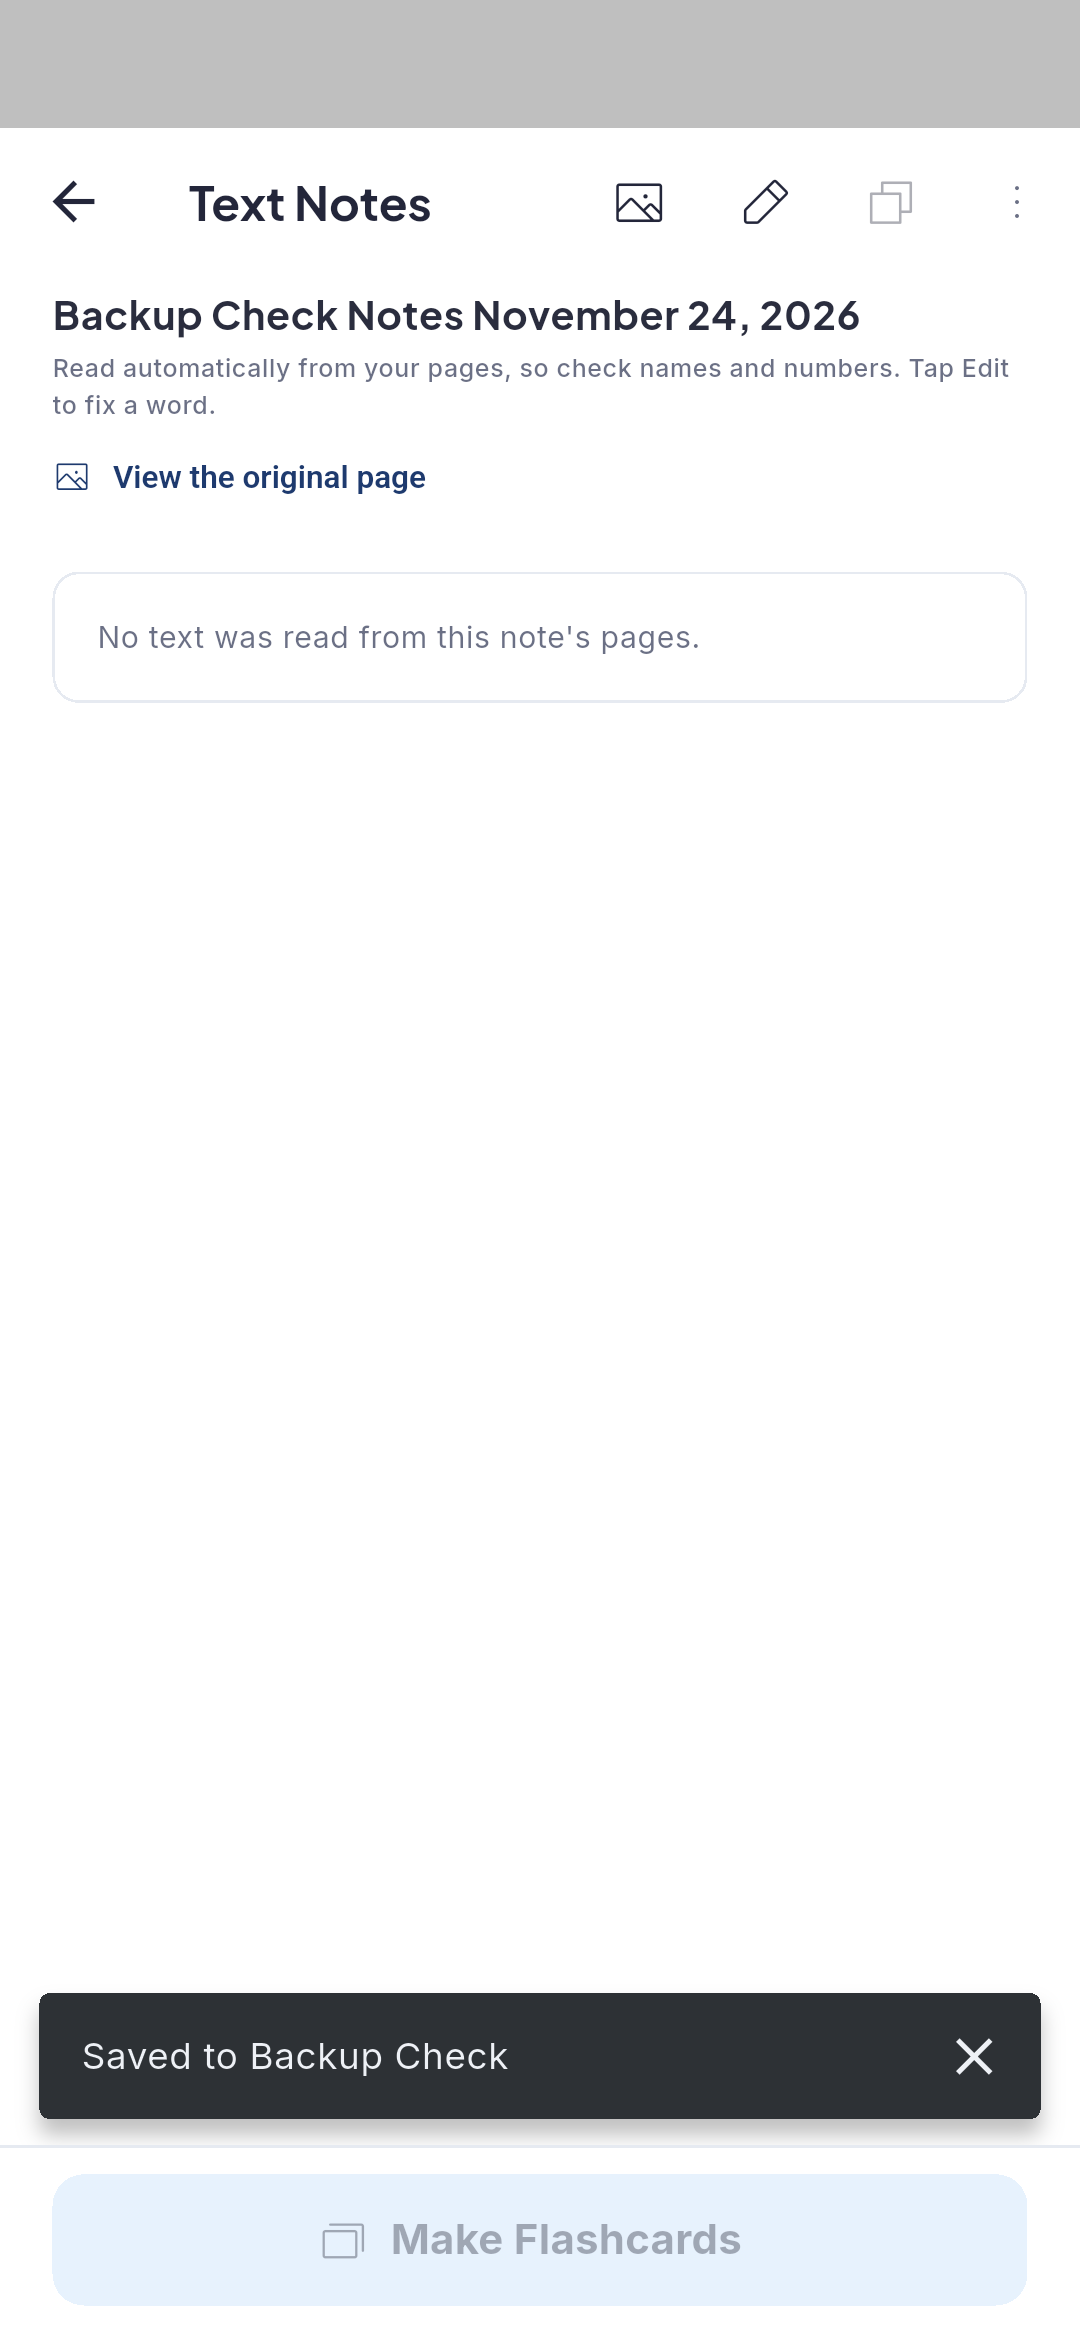 Text Notes
Backup Check Notes November 24, 2026
Read automatically from your pages, so check names and numbers. Tap Edit
to fix a word.
View the original page
No text was read from this note's pages.
Saved to Backup Check
Make Flashcards